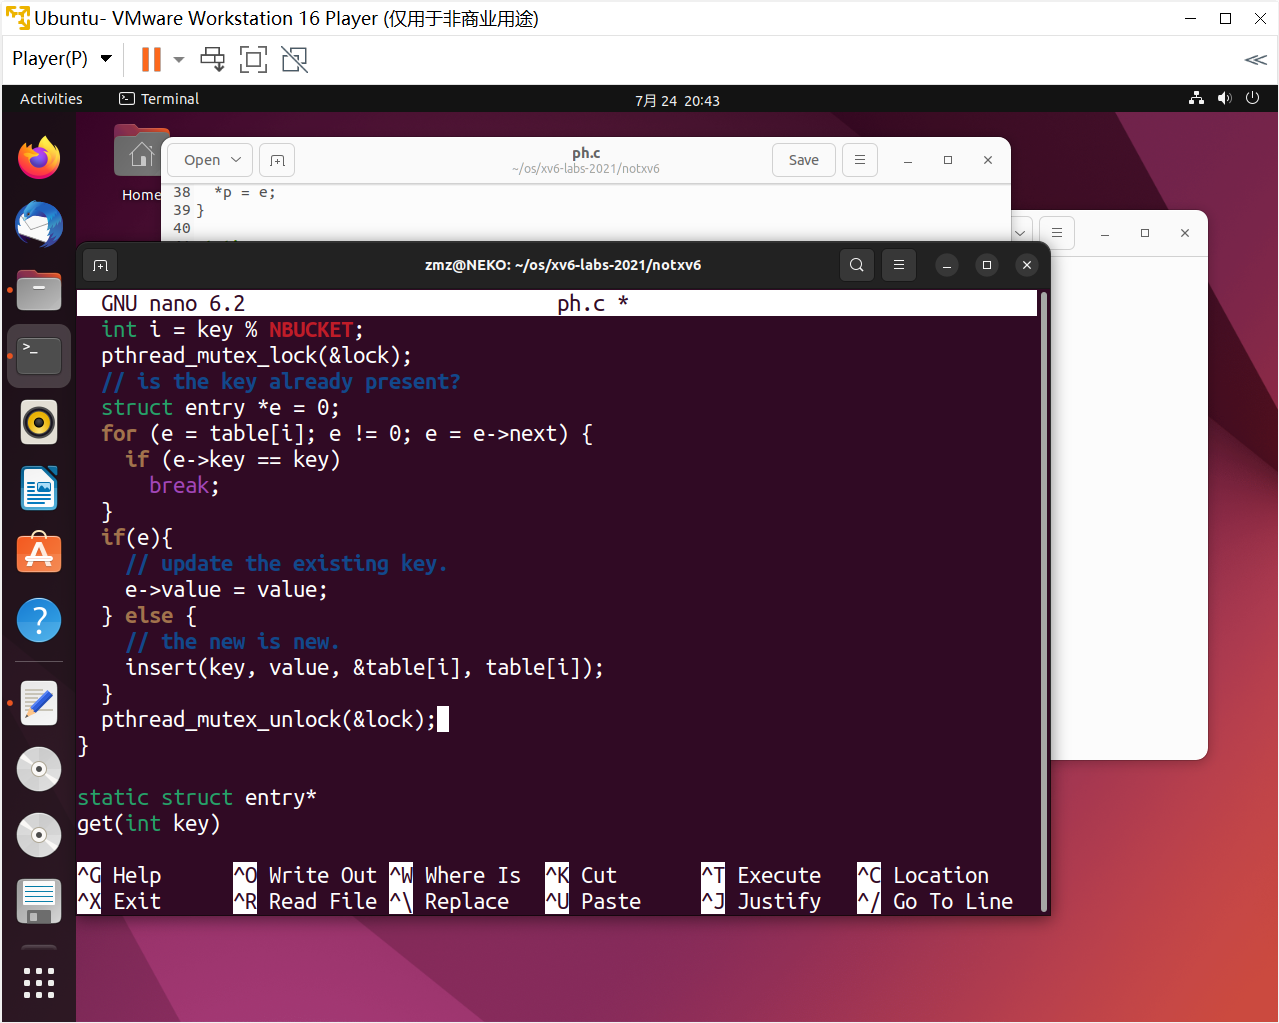 Ubuntu- VMware Workstation 16 Player (仅用于非商业用途)
Player(P)
Activities
Terminal
7月 24 20:43
Home
Open
ph.c
~/os/xv6-labs-2021/notxv6
Save
38 *p = e;
39 }
40
zmz@NEKO: ~/os/xv6-labs-2021/notxv6
GNU nano 6.2 ph.c *
int i = key % NBUCKET;
pthread_mutex_lock(&lock);
// is the key already present?
struct entry *e = 0;
for (e = table[i]; e != 0; e = e->next) {
if (e->key == key)
break;
}
if(e){
// update the existing key.
e->value = value;
} else {
// the new is new.
insert(key, value, &table[i], table[i]);
}
pthread_mutex_unlock(&lock);
}
static struct entry*
get(int key)
^G Help ^O Write Out ^W Where Is ^K Cut ^T Execute ^C Location
^X Exit ^R Read File ^\ Replace ^U Paste ^J Justify ^/ Go To Line